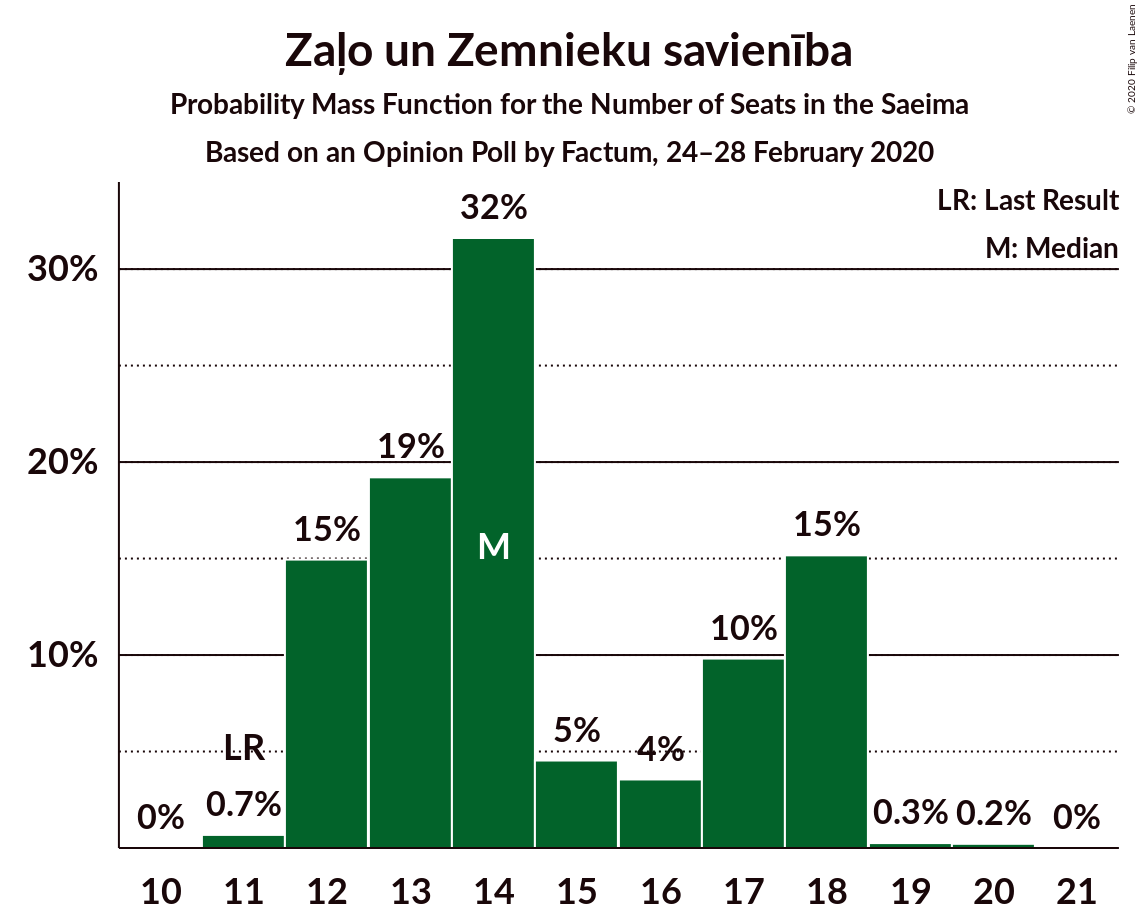 Zaļo un Zemnieku savienība
Probability Mass Function for the Number of Seats in the Saeima
Based on an Opinion Poll by Factum, 24–28 February 2020
© 2020 Filip van Laenen
LR: Last Result
M: Median
30%
20%
10%
0%
0.7%
LR
15%
19%
32%
M
5%
4%
10%
15%
0.3%
0.2%
0%
10 11 12 13 14 15 16 17 18 19 20 21